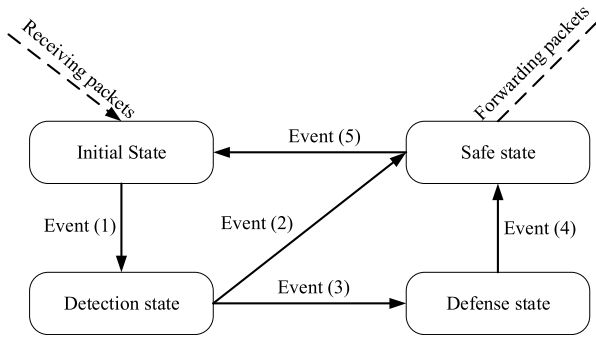 Receiving packets
Forwarding packets
Initial State
Event (5)
Safe state
Event (1)
Event (2)
Event (4)
Detection state
Event (3)
Defense state